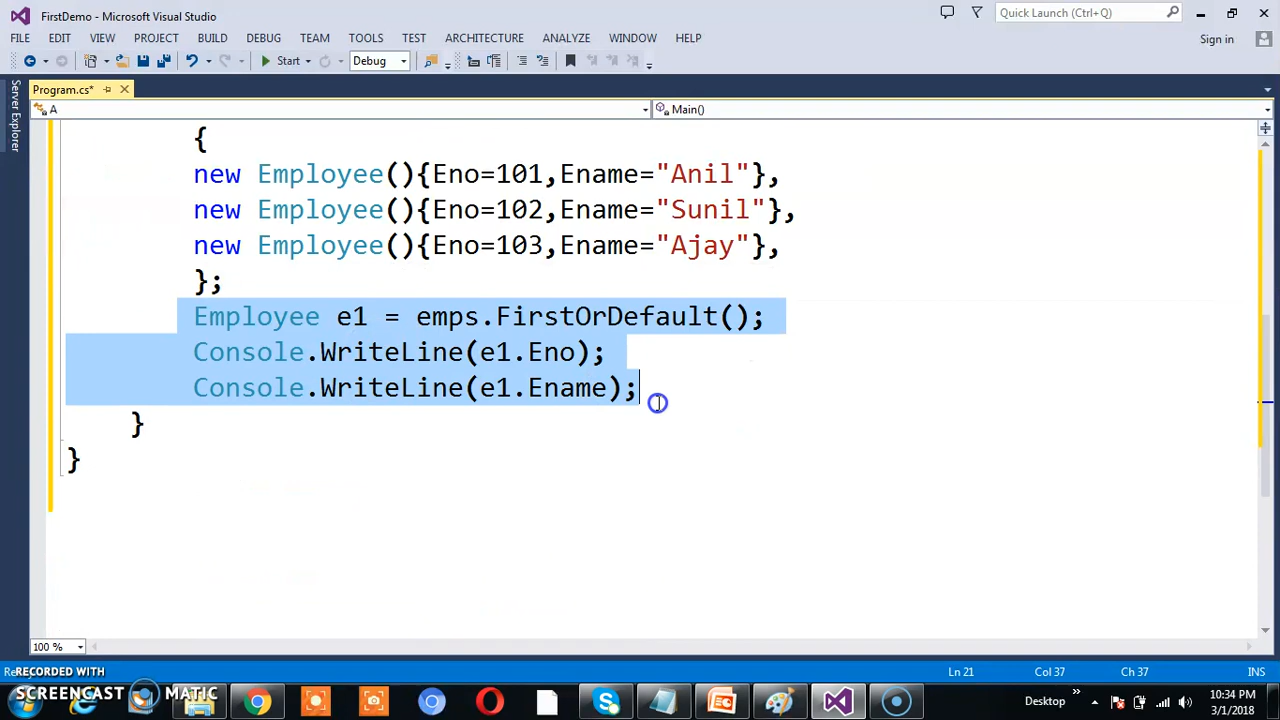 FirstDemo - Microsoft Visual Studio
Quick Launch (Ctrl+Q)
FILE EDIT VIEW PROJECT BUILD DEBUG TEAM TOOLS TEST ARCHITECTURE ANALYZE WINDOW HELP
Sign in
Start Debug
Server Explorer
Program.cs*
A Main()
{
new Employee(){Eno=101,Ename="Anil"},
new Employee(){Eno=102,Ename="Sunil"},
new Employee(){Eno=103,Ename="Ajay"},
};
Employee e1 = emps.FirstOrDefault();
Console.WriteLine(e1.Eno);
Console.WriteLine(e1.Ename);
}
}
100 %
RECORDED WITH
SCREENCAST MATIC
Ln 21 Col 37 Ch 37 INS
Desktop
10:34 PM
3/1/2018